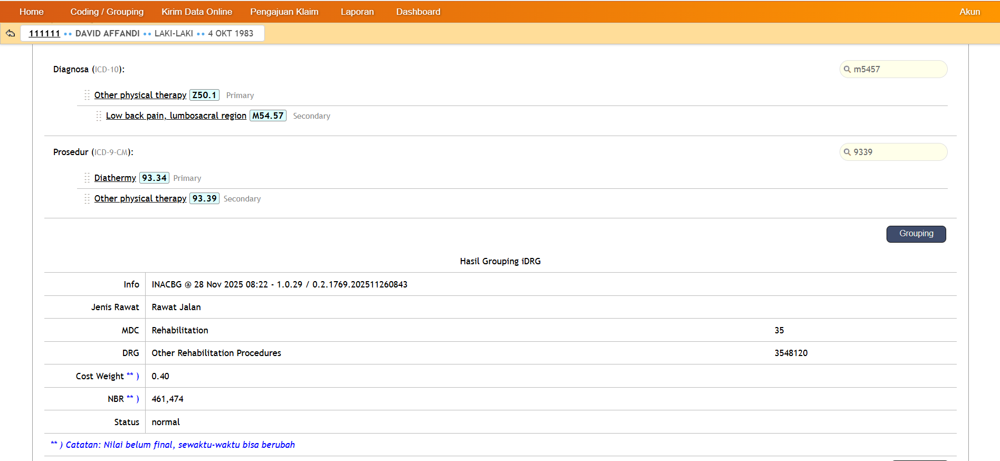 Home Coding / Grouping Kirim Data Online Pengajuan Klaim Laporan Dashboard Akun
111111 •• DAVID AFFANDI •• LAKI-LAKI •• 4 OKT 1983
Diagnosa (ICD-10): m5457
Other physical therapy Z50.1 Primary
Low back pain, lumbosacral region M54.57 Secondary
Prosedur (ICD-9-CM): 9339
Diathermy 93.34 Primary
Other physical therapy 93.39 Secondary
Grouping
Hasil Grouping iDRG
Info INACBG @ 28 Nov 2025 08:22 - 1.0.29 / 0.2.1769.202511260843
Jenis Rawat Rawat Jalan
MDC Rehabilitation 35
DRG Other Rehabilitation Procedures 3548120
Cost Weight ** ) 0.40
NBR ** ) 461,474
Status normal
** ) Catatan: Nilai belum final, sewaktu-waktu bisa berubah